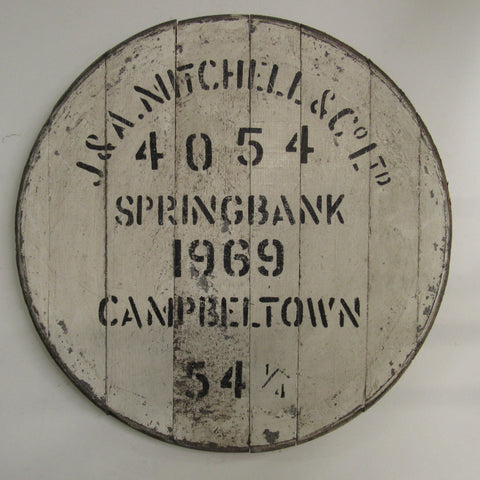 J. & A. MITCHELL & Co LTD.
4054
SPRINGBANK
1969
CAMPBELTOWN
54 1/4